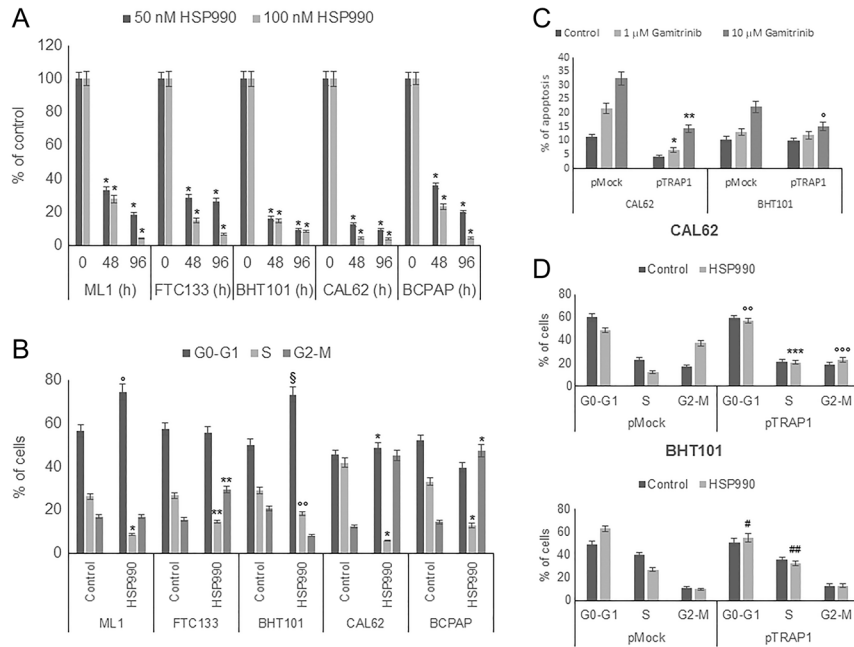 A
50 nM HSP990 100 nM HSP990
% of control
120
100
80
60
40
20
0
* * * * * * * * * * * * * * * * * * * *
0 48 96 0 48 96 0 48 96 0 48 96 0 48 96
ML1 (h) FTC133 (h) BHT101 (h) CAL62 (h) BCPAP (h)
B
G0-G1 S G2-M
% of cells
80
60
40
20
0
° * ** ** § °° * * * *
Control HSP990 Control HSP990 Control HSP990 Control HSP990 Control HSP990
ML1 FTC133 BHT101 CAL62 BCPAP
C
Control 1 µM Gamitrinib 10 µM Gamitrinib
% of apoptosis
40
35
30
25
20
15
10
5
0
* ** °
pMock pTRAP1 pMock pTRAP1
CAL62 BHT101
CAL62
D
Control HSP990
% of cells
80
60
40
20
0
°° *** °°°
G0-G1 S G2-M G0-G1 S G2-M
pMock pTRAP1
BHT101
Control HSP990
% of cells
80
60
40
20
0
# ##
G0-G1 S G2-M G0-G1 S G2-M
pMock pTRAP1